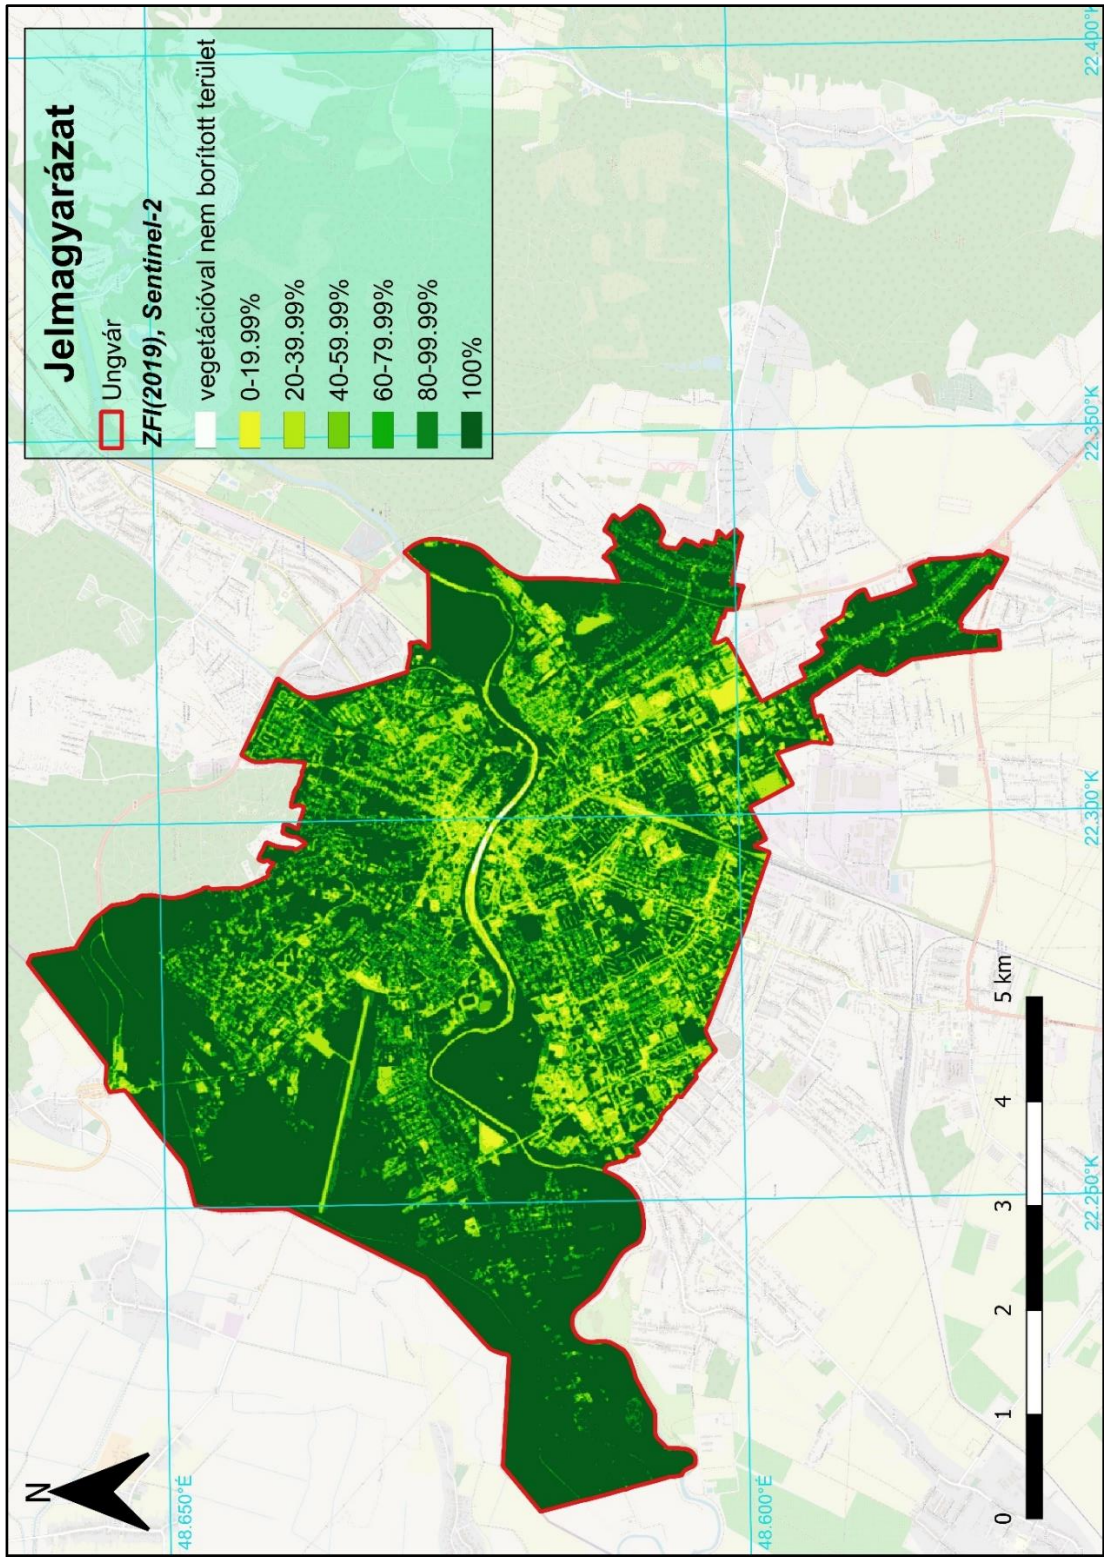 Jelmagyarázat
Ungvár
ZFI(2019), Sentinel-2
vegetációval nem borított terület
0-19.99%
20-39.99%
40-59.99%
60-79.99%
80-99.99%
100%
N
48.650°É
48.600°É
22.250°K
22.300°K
22.350°K
22.400°K
0 1 2 3 4 5 km